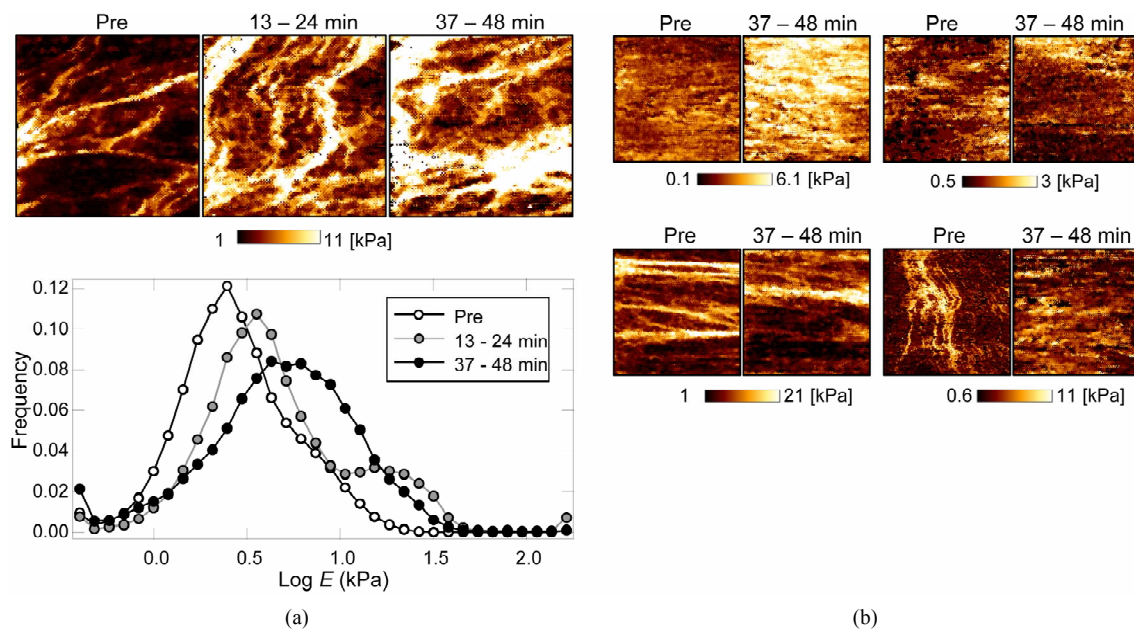 Pre 13 – 24 min 37 – 48 min
1 11 [kPa]
Frequency
0.12
0.10
0.08
0.06
0.04
0.02
0.00
Pre
13 - 24 min
37 - 48 min
0.0 0.5 1.0 1.5 2.0
Log E (kPa)
(a)
Pre 37 – 48 min Pre 37 – 48 min
0.1 6.1 [kPa] 0.5 3 [kPa]
Pre 37 – 48 min Pre 37 – 48 min
1 21 [kPa] 0.6 11 [kPa]
(b)